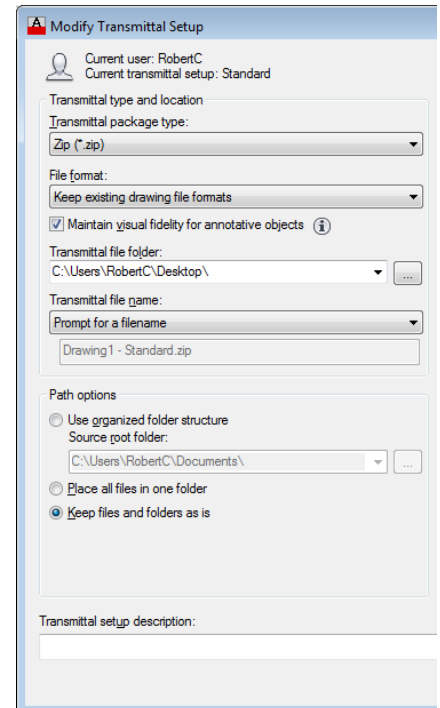 Modify Transmittal Setup
Current user: RobertC
Current transmittal setup: Standard
Transmittal type and location
Transmittal package type:
Zip (*.zip)
File format:
Keep existing drawing file formats
Maintain visual fidelity for annotative objects
Transmittal file folder:
C:\Users\RobertC\Desktop\
...
Transmittal file name:
Prompt for a filename
Drawing1 - Standard.zip
Path options
Use organized folder structure
Source root folder:
C:\Users\RobertC\Documents\
...
Place all files in one folder
Keep files and folders as is
Transmittal setup description: